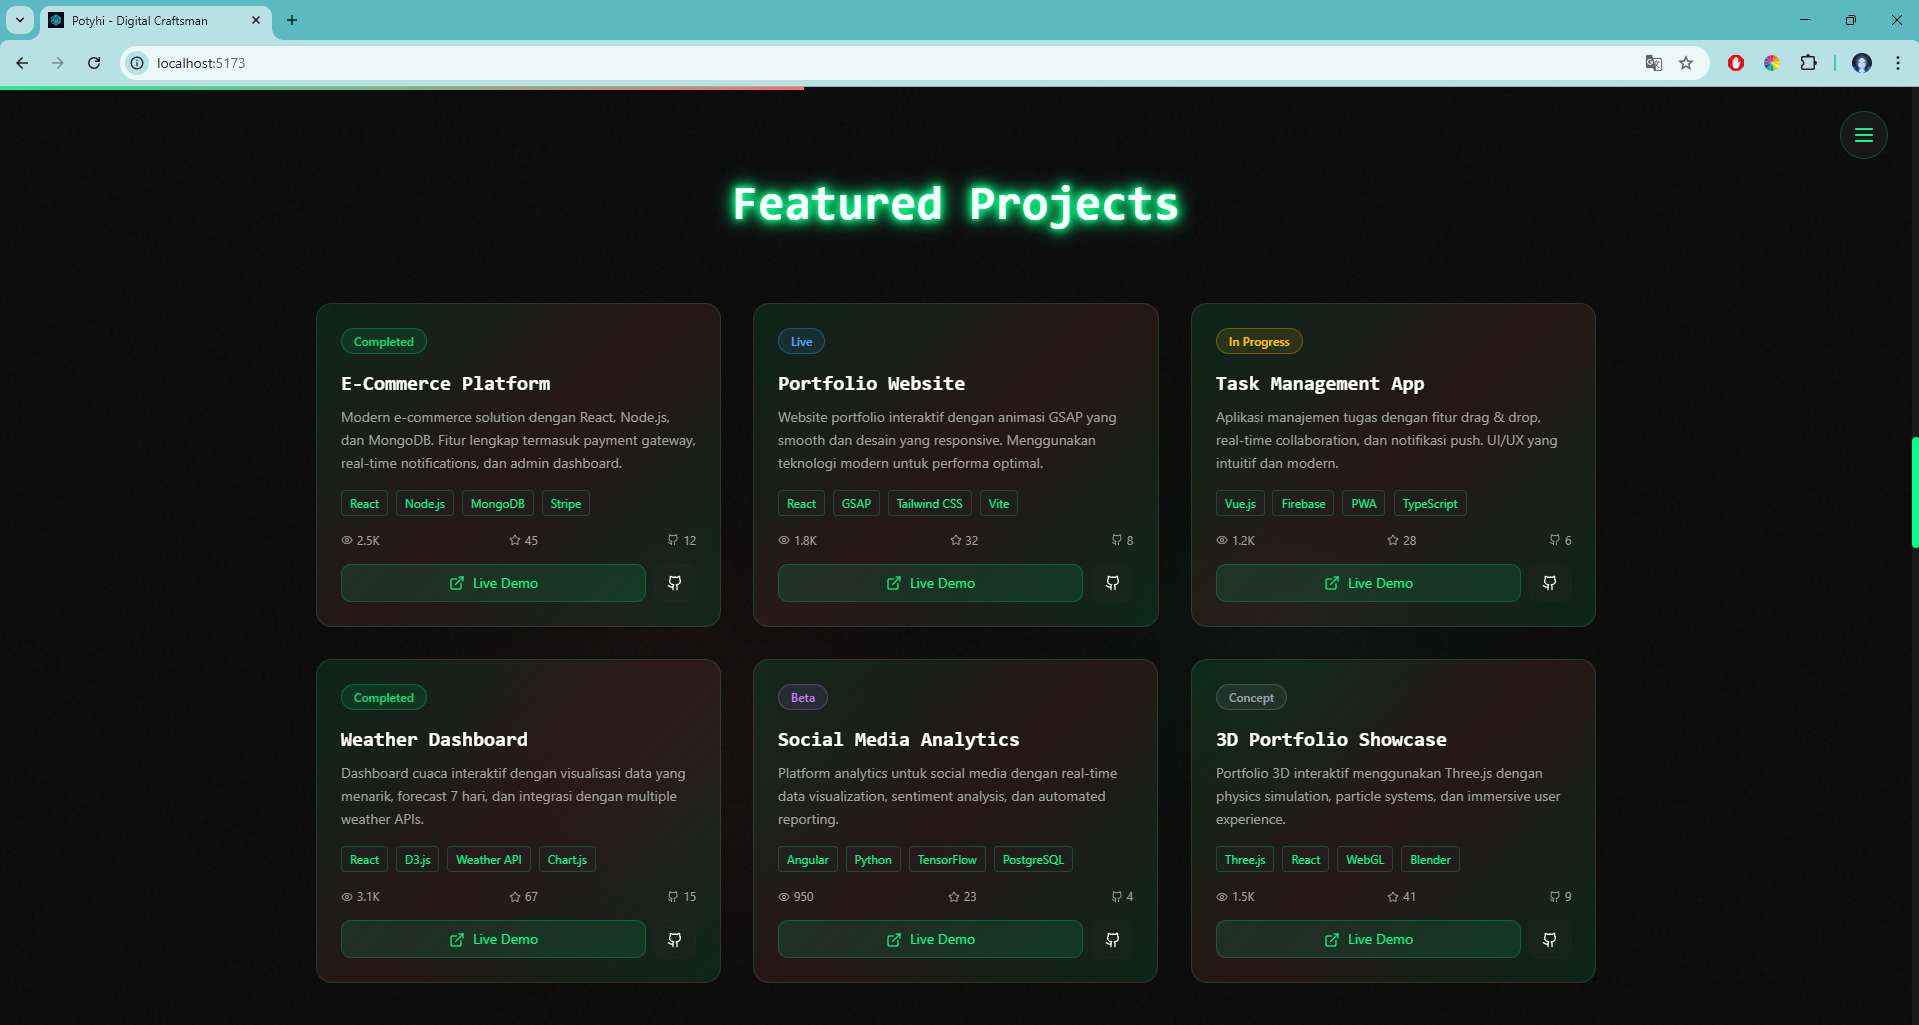 Potyhi - Digital Craftsman
localhost:5173
Featured Projects
Completed
E-Commerce Platform
Modern e-commerce solution dengan React, Node.js,
dan MongoDB. Fitur lengkap termasuk payment gateway,
real-time notifications, dan admin dashboard.
React Node.js MongoDB Stripe
2.5K 45 12
Live Demo
Live
Portfolio Website
Website portfolio interaktif dengan animasi GSAP yang
smooth dan desain yang responsive. Menggunakan
teknologi modern untuk performa optimal.
React GSAP Tailwind CSS Vite
1.8K 32 8
Live Demo
In Progress
Task Management App
Aplikasi manajemen tugas dengan fitur drag & drop,
real-time collaboration, dan notifikasi push. UI/UX yang
intuitif dan modern.
Vue.js Firebase PWA TypeScript
1.2K 28 6
Live Demo
Completed
Weather Dashboard
Dashboard cuaca interaktif dengan visualisasi data yang
menarik, forecast 7 hari, dan integrasi dengan multiple
weather APIs.
React D3.js Weather API Chart.js
3.1K 67 15
Live Demo
Beta
Social Media Analytics
Platform analytics untuk social media dengan real-time
data visualization, sentiment analysis, dan automated
reporting.
Angular Python TensorFlow PostgreSQL
950 23 4
Live Demo
Concept
3D Portfolio Showcase
Portfolio 3D interaktif menggunakan Three.js dengan
physics simulation, particle systems, dan immersive user
experience.
Three.js React WebGL Blender
1.5K 41 9
Live Demo